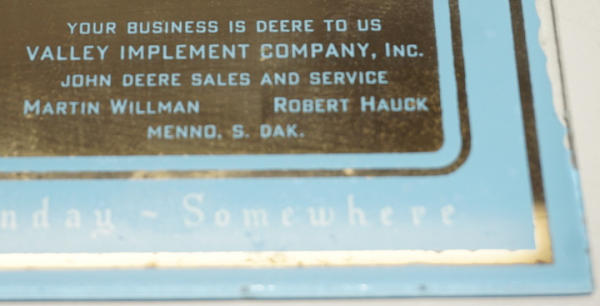 YOUR BUSINESS IS DEERE TO US
VALLEY IMPLEMENT COMPANY, INC.
JOHN DEERE SALES AND SERVICE
MARTIN WILLMAN ROBERT HAUCK
MENNO, S. DAK.
nday ~ Somewhere